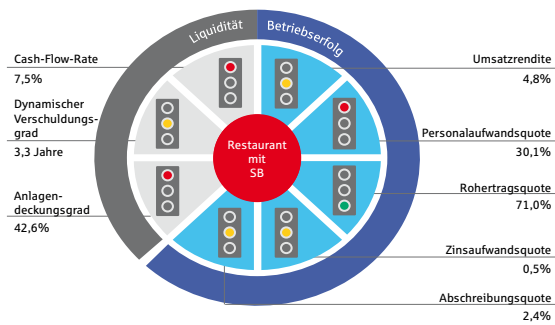 Liquidität
Betriebserfolg
Cash-Flow-Rate
7,5%
Dynamischer
Verschuldungs-
grad
3,3 Jahre
Anlagen-
deckungsgrad
42,6%
Restaurant
mit
SB
Umsatzrendite
4,8%
Personalaufwandsquote
30,1%
Rohertragsquote
71,0%
Zinsaufwandsquote
0,5%
Abschreibungsquote
2,4%